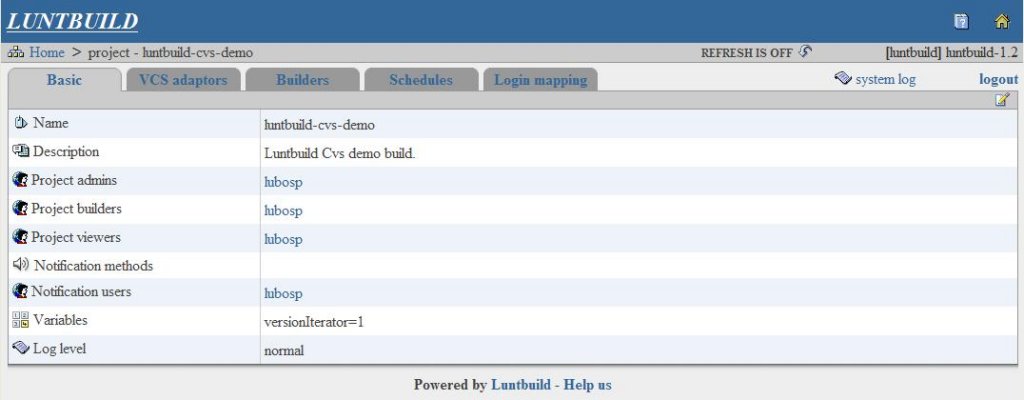 LUNTBUILD
Home > project - luntbuild-cvs-demo REFRESH IS OFF [luntbuild] luntbuild-1.2
Basic VCS adaptors Builders Schedules Login mapping system log logout
Name luntbuild-cvs-demo
Description Luntbuild Cvs demo build.
Project admins lubosp
Project builders lubosp
Project viewers lubosp
Notification methods
Notification users lubosp
Variables versionIterator=1
Log level normal
Powered by Luntbuild - Help us